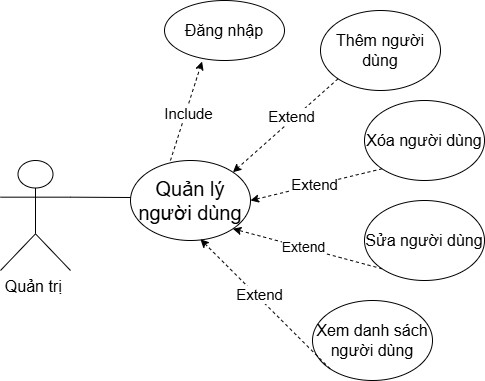 Đăng nhập
Thêm người
dùng
Include
Extend
Xóa người dùng
Extend
Quản lý
người dùng
Sửa người dùng
Extend
Quản trị
Extend
Xem danh sách
người dùng